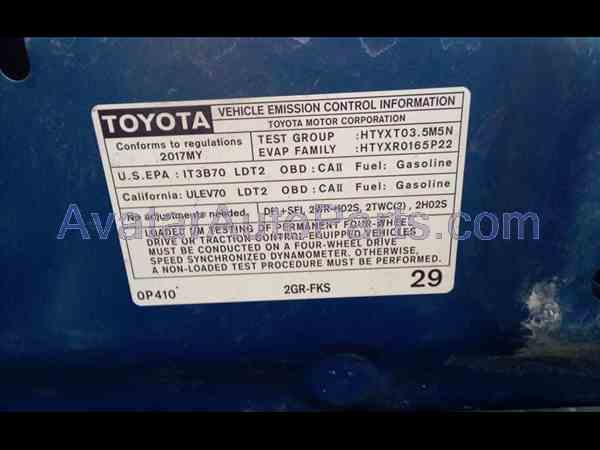 TOYOTA
VEHICLE EMISSION CONTROL INFORMATION
TOYOTA MOTOR CORPORATION
Conforms to regulations
2017MY
TEST GROUP :HTYXT03.5M5N
EVAP FAMILY :HTYXR0165P22
U.S.EPA : IT3B70 LDT2 OBD : CAII Fuel: Gasoline
California: ULEV70 LDT2 OBD : CAII Fuel: Gasoline
No adjustments needed. DFI+SFI, 2WR-HO2S, 2TWC(2), 2HO2S
LOADED I/M TESTING OF PERMANENT FOUR-WHEEL
DRIVE OR TRACTION CONTROL EQUIPPED VEHICLES
MUST BE CONDUCTED ON A FOUR-WHEEL DRIVE
SPEED SYNCHRONIZED DYNAMOMETER. OTHERWISE,
A NON-LOADED TEST PROCEDURE MUST BE PERFORMED.
0P410 2GR-FKS 29
AvalonAutoParts.com